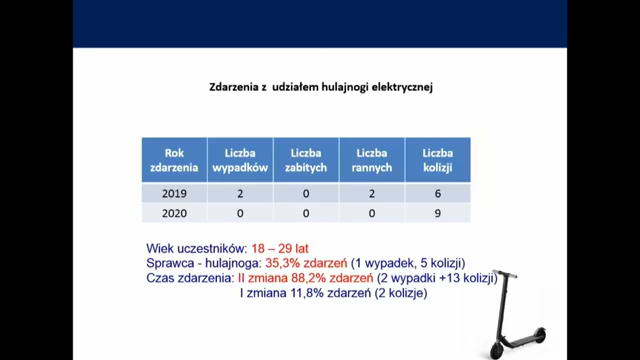 Zdarzenia z udziałem hulajnogi elektrycznej
Rok zdarzenia Liczba wypadków Liczba zabitych Liczba rannych Liczba kolizji
2019 2 0 2 6
2020 0 0 0 9
Wiek uczestników: 18 – 29 lat
Sprawca - hulajnoga: 35,3% zdarzeń (1 wypadek, 5 kolizji)
Czas zdarzenia: II zmiana 88,2% zdarzeń (2 wypadki +13 kolizji)
I zmiana 11,8% zdarzeń (2 kolizje)